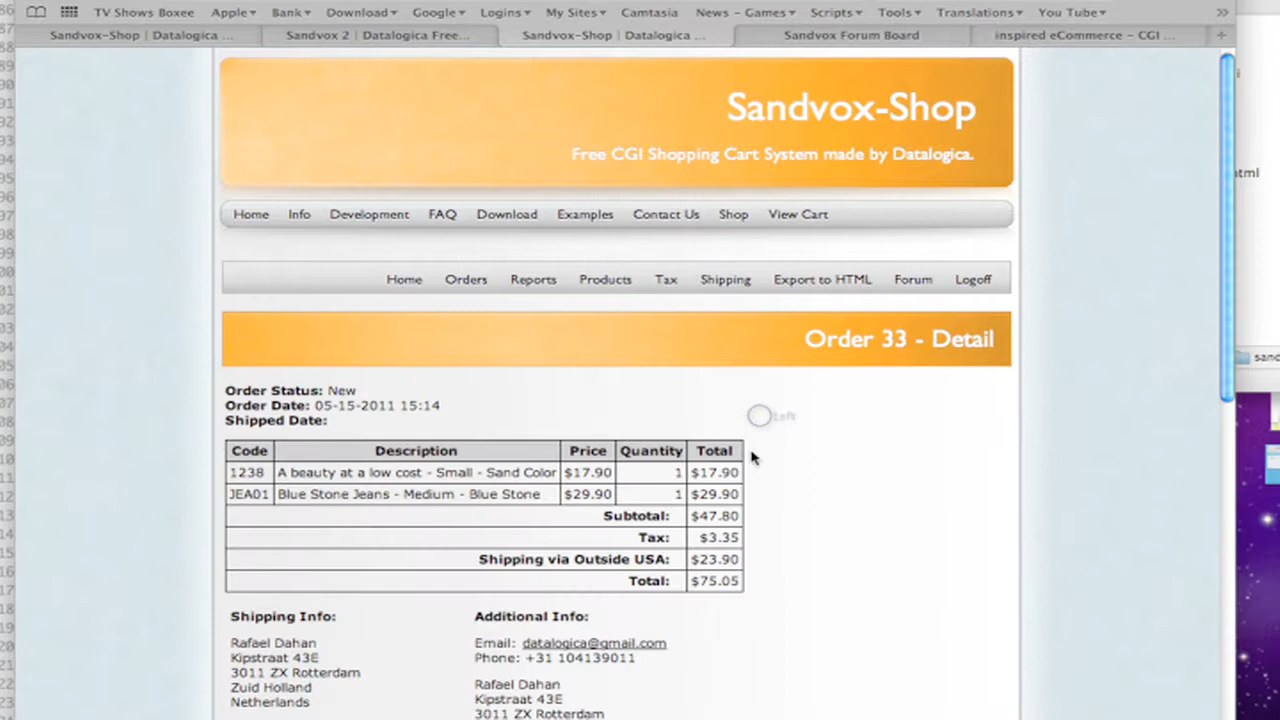 TV Shows Boxee Apple▾ Bank▾ Download▾ Google▾ Logins▾ My Sites▾ Camtasia News – Games▾ Scripts▾ Tools▾ Translations▾ You Tube▾ »
Sandvox-Shop | Datalogica ... Sandvox 2 | Datalogica Free... Sandvox-Shop | Datalogica ... Sandvox Forum Board inspired eCommerce – CGI ... +
Sandvox-Shop
Free CGI Shopping Cart System made by Datalogica.
Home Info Development FAQ Download Examples Contact Us Shop View Cart
Home Orders Reports Products Tax Shipping Export to HTML Forum Logoff
Order 33 - Detail
Order Status: New
Order Date: 05-15-2011 15:14
Shipped Date:
Left
Code Description Price Quantity Total
1238 A beauty at a low cost - Small - Sand Color $17.90 1 $17.90
JEA01 Blue Stone Jeans - Medium - Blue Stone $29.90 1 $29.90
Subtotal: $47.80
Tax: $3.35
Shipping via Outside USA: $23.90
Total: $75.05
Shipping Info:
Rafael Dahan
Kipstraat 43E
3011 ZX Rotterdam
Zuid Holland
Netherlands
Additional Info:
Email: datalogica@gmail.com
Phone: +31 104139011
Rafael Dahan
Kipstraat 43E
3011 ZX Rotterdam